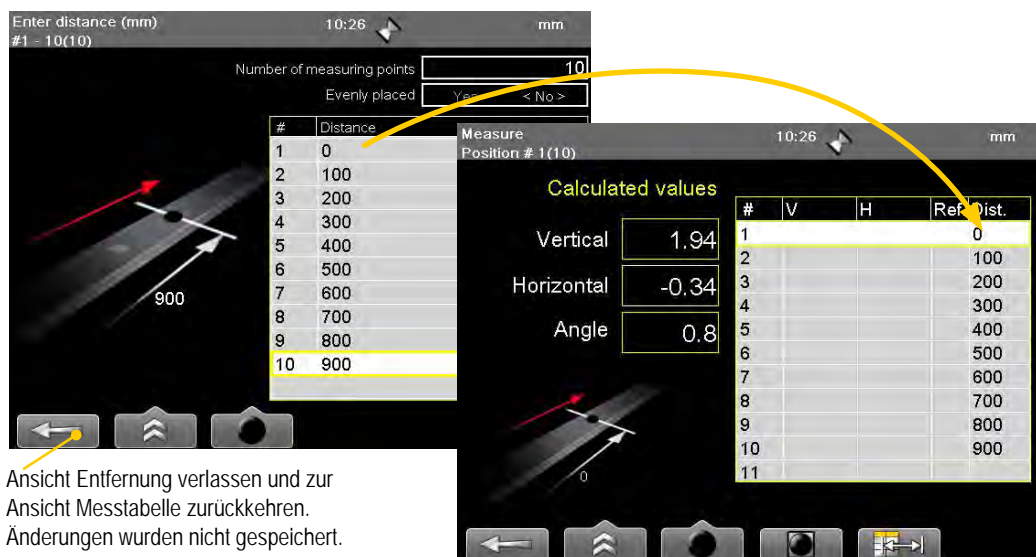 Enter distance (mm) 10:26 mm
#1 - 10(10)
Number of measuring points 10
Evenly placed Yes < No >
# Distance
1 0
2 100
3 200
4 300
5 400
6 500
7 600
8 700
9 800
10 900
900
Ansicht Entfernung verlassen und zur
Ansicht Messtabelle zurückkehren.
Änderungen wurden nicht gespeichert.
Measure 10:26 mm
Position # 1(10)
Calculated values
Vertical 1.94
Horizontal -0.34
Angle 0.8
0
# V H Ref Dist.
1 0
2 100
3 200
4 300
5 400
6 500
7 600
8 700
9 800
10 900
11